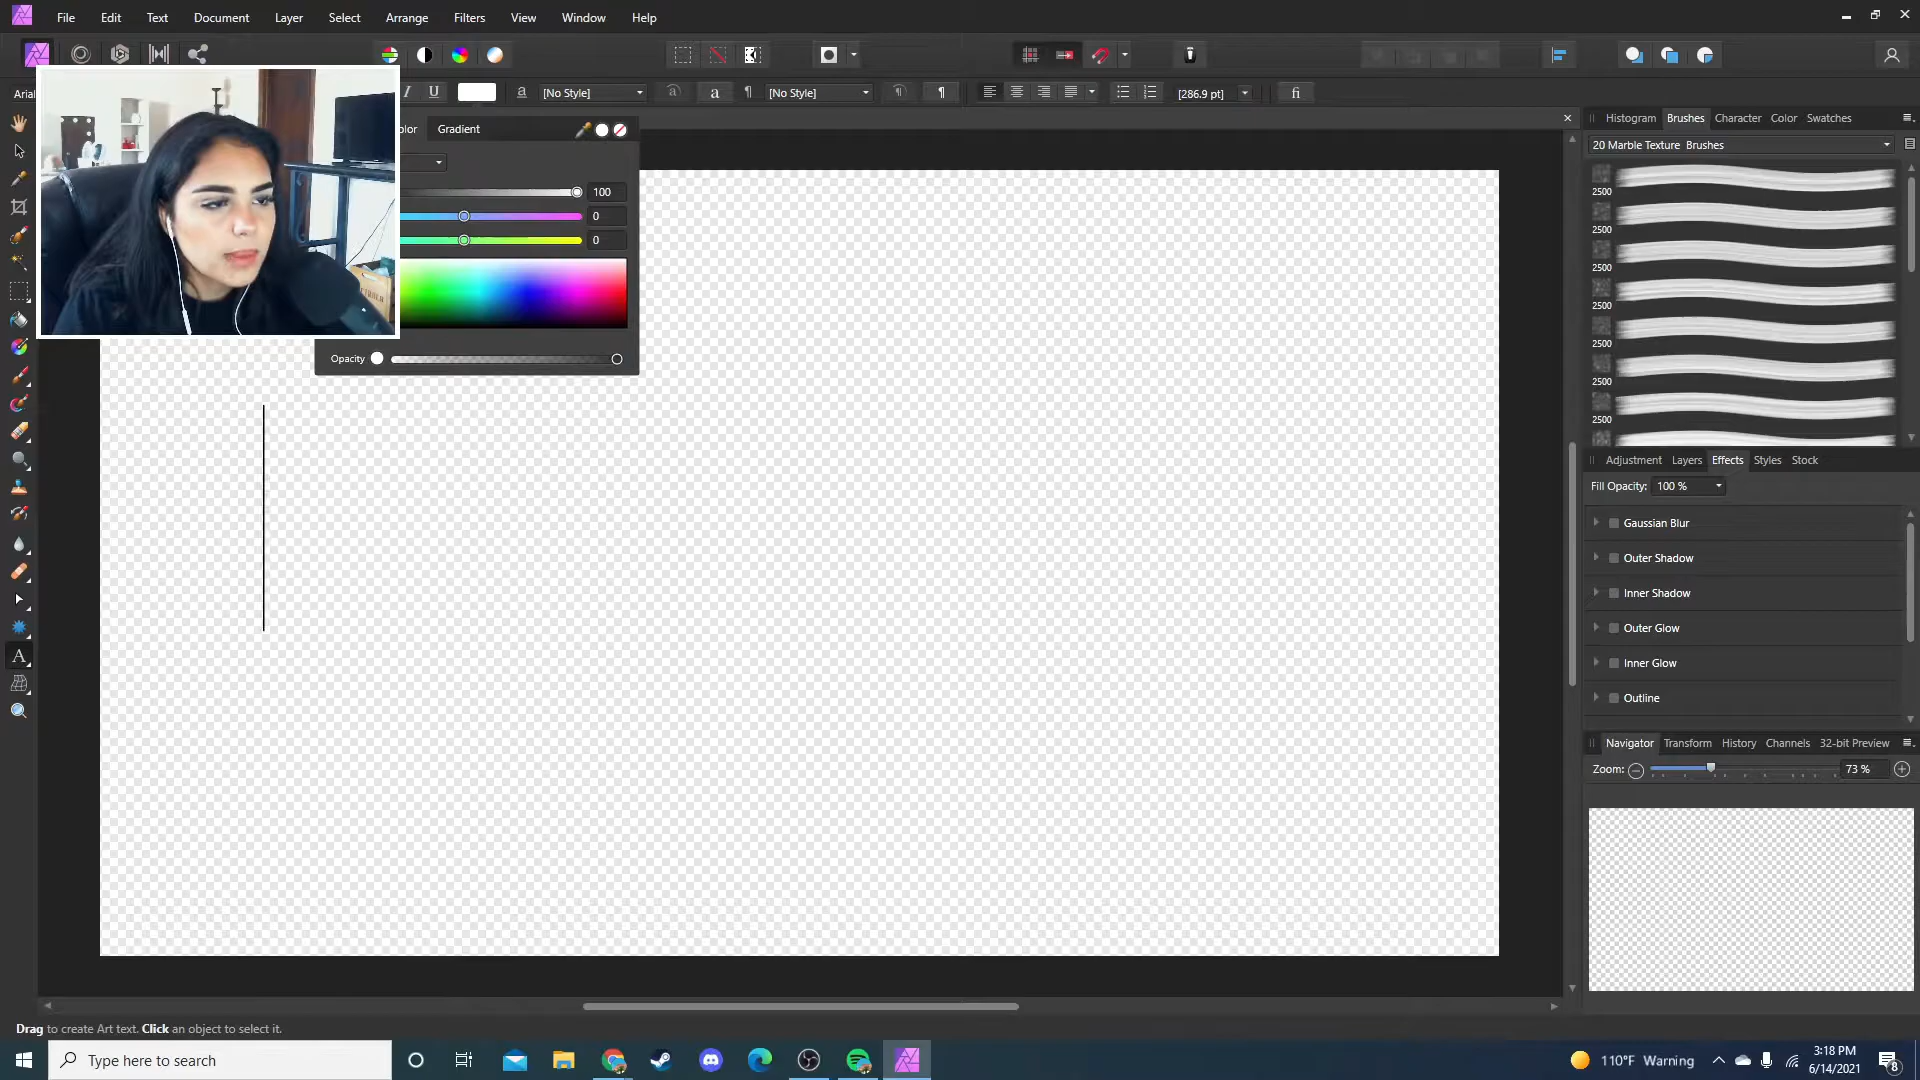 File Edit Text Document Layer Select Arrange Filters View Window Help
Arial I U a [No Style] a a ¶ [No Style] ¶ ¶ [286.9 pt] fi
Color Gradient
100
0
0
Opacity
Histogram Brushes Character Color Swatches
20 Marble Texture Brushes
2500
2500
2500
2500
2500
2500
2500
Adjustment Layers Effects Styles Stock
Fill Opacity: 100 %
Gaussian Blur
Outer Shadow
Inner Shadow
Outer Glow
Inner Glow
Outline
Navigator Transform History Channels 32-bit Preview
Zoom: 73 %
Drag to create Art text. Click an object to select it.
Type here to search
110°F Warning
3:18 PM
6/14/2021
8